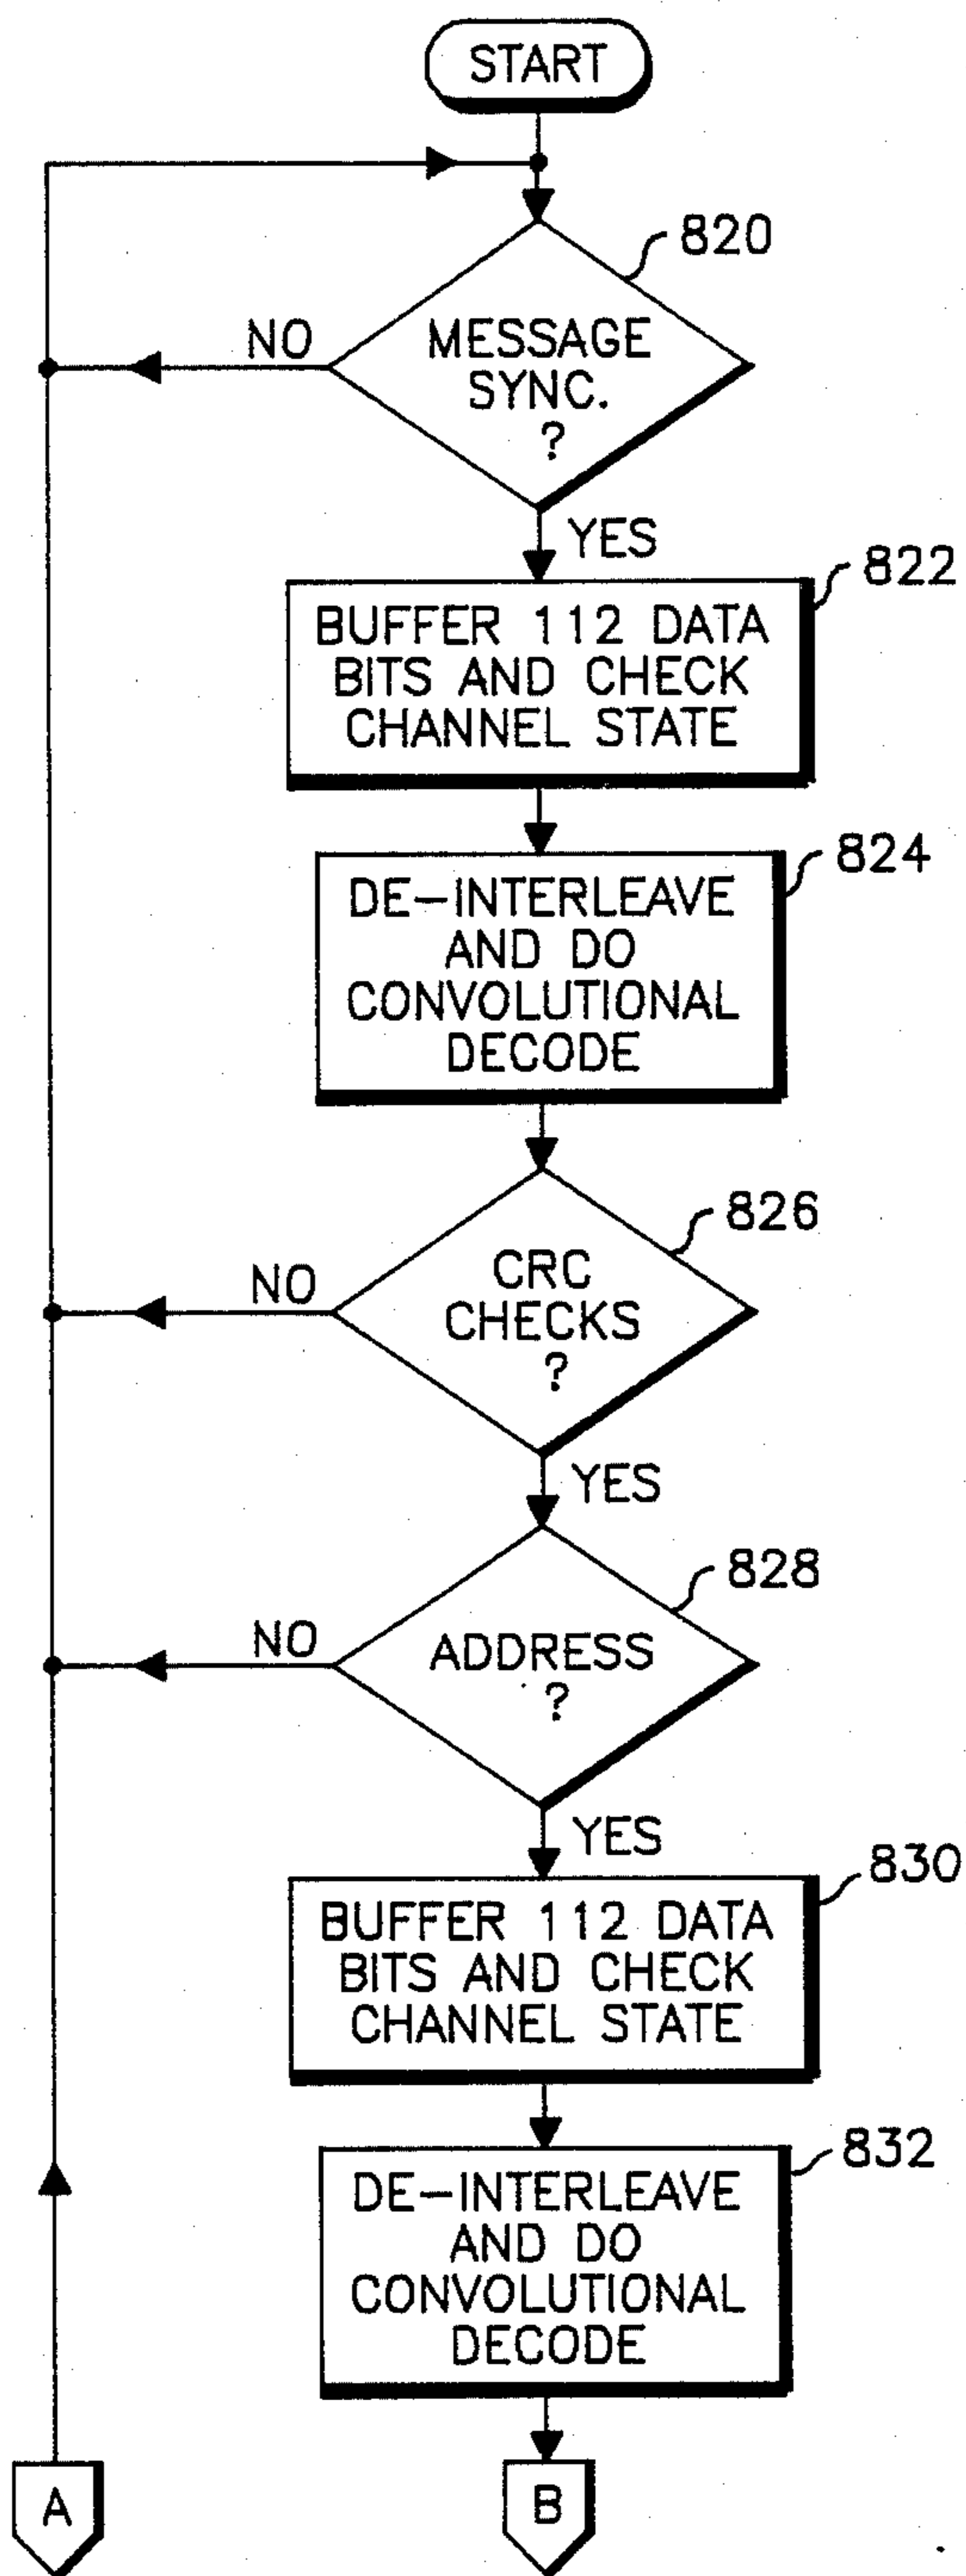 START
820
MESSAGE
SYNC.
?
NO
YES
822
BUFFER 112 DATA
BITS AND CHECK
CHANNEL STATE
824
DE-INTERLEAVE
AND DO
CONVOLUTIONAL
DECODE
826
CRC
CHECKS
?
NO
YES
828
ADDRESS
?
NO
YES
830
BUFFER 112 DATA
BITS AND CHECK
CHANNEL STATE
832
DE-INTERLEAVE
AND DO
CONVOLUTIONAL
DECODE
A
B